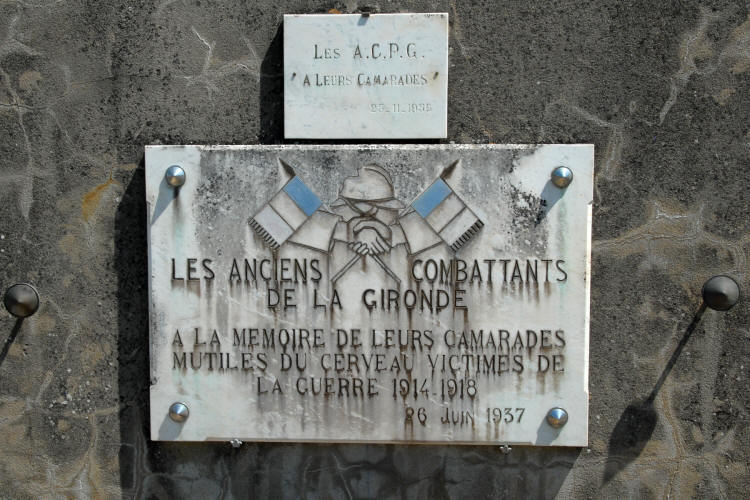 LES A.C.P.G.
"A LEURS CAMARADES"
LES ANCIENS COMBATTANTS
DE LA GIRONDE
A LA MEMOIRE DE LEURS CAMARADES
MUTILES DU CERVEAU VICTIMES DE
LA GUERRE 1914-1918
26 JUIN 1937